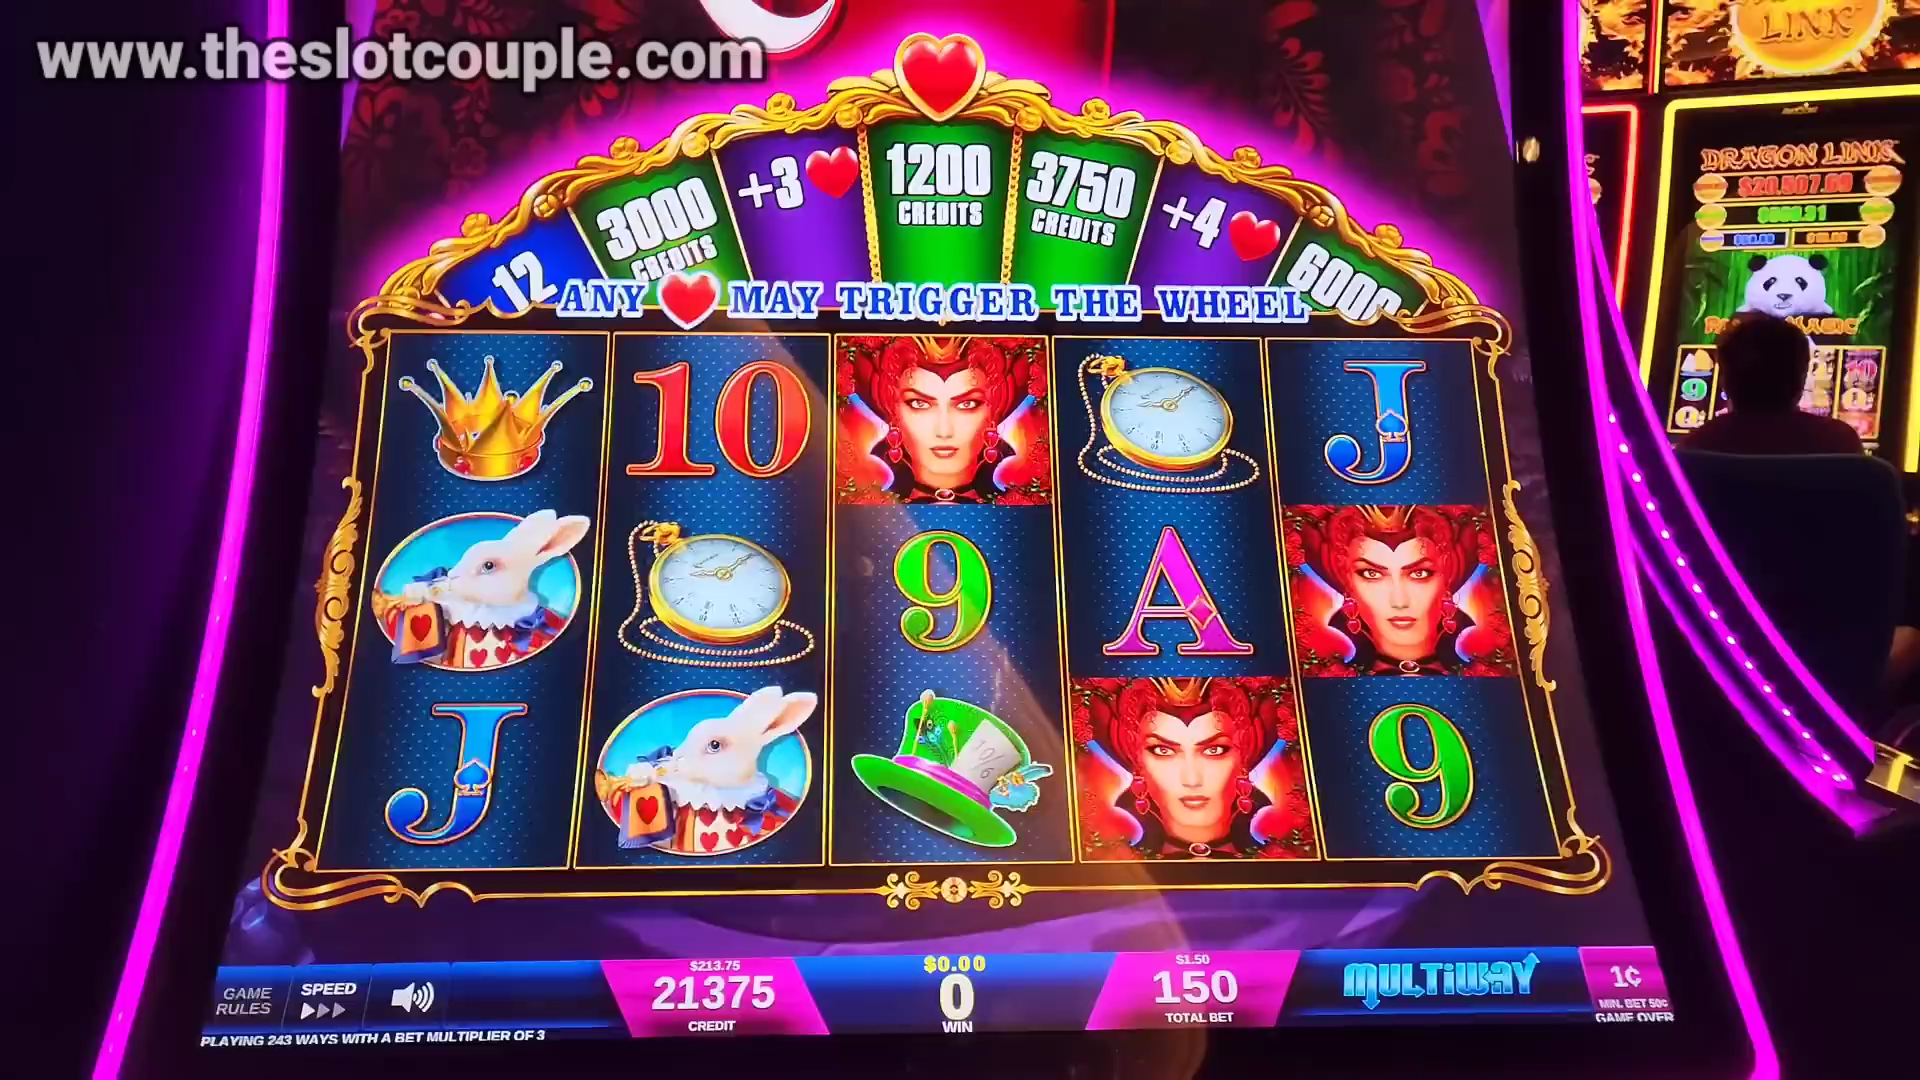 www.theslotcouple.com
LINK
12
3000
CREDITS
+3
1200
CREDITS
3750
CREDITS
+4
6000
ANY MAY TRIGGER THE WHEEL
DRAGON LINK
10
J
9
A
10/6
J
9
GAME
RULES
SPEED
$213.75
21375
CREDIT
$0.00
0
WIN
$1.50
150
TOTAL BET
MULTIWAY
1¢
MIN. BET 50¢
GAME OVER
PLAYING 243 WAYS WITH A BET MULTIPLIER OF 3